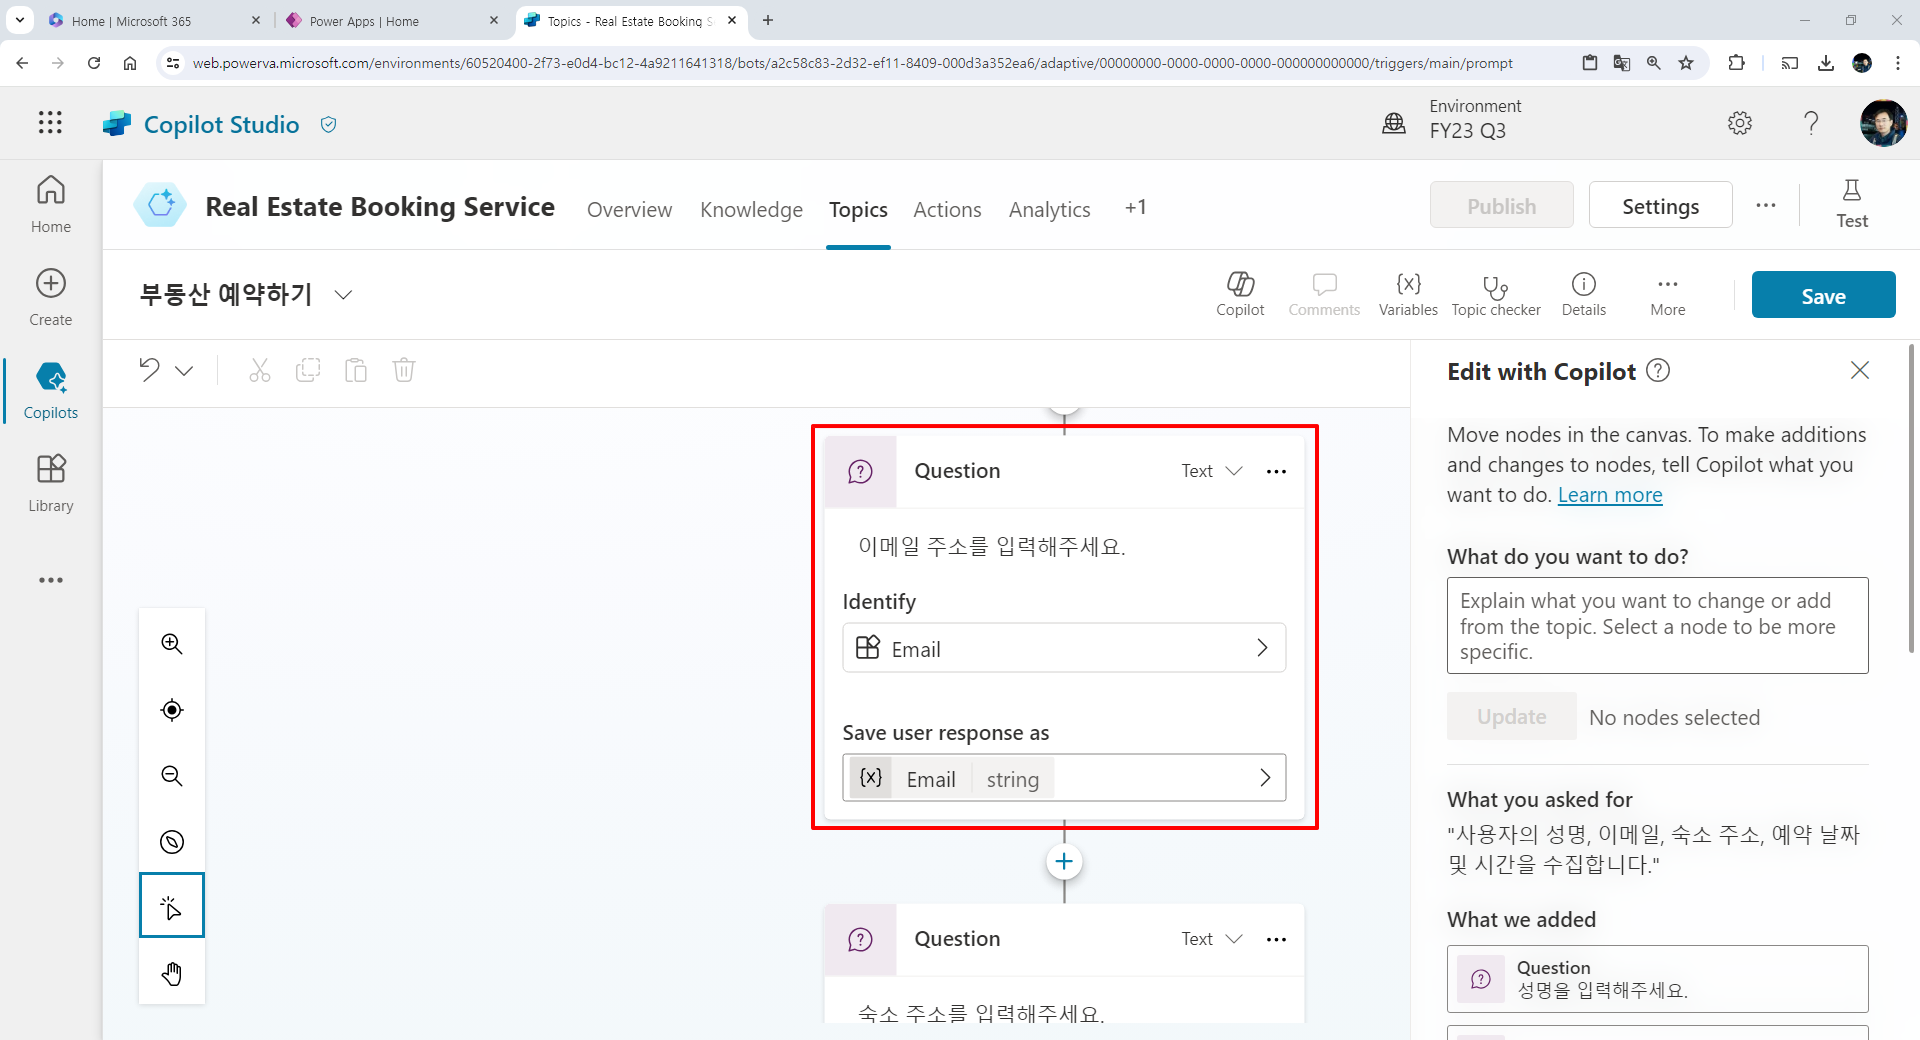 Home | Microsoft 365
Power Apps | Home
Topics - Real Estate Booking
web.powerva.microsoft.com/environments/60520400-2f73-e0d4-bc12-4a9211641318/bots/a2c58c83-2d32-ef11-8409-000d3a352ea6/adaptive/00000000-0000-0000-0000-000000000000/triggers/main/prompt
Copilot Studio
Environment
FY23 Q3
Real Estate Booking Service
Overview
Knowledge
Topics
Actions
Analytics
+1
Publish
Settings
Test
Home
Create
Copilots
Library
부동산 예약하기
Copilot
Comments
Variables
Topic checker
Details
More
Save
Question
Text
이메일 주소를 입력해주세요.
Identify
Email
Save user response as
{x} Email string
Question
Text
숙소 주소를 입력해주세요.
Edit with Copilot
Move nodes in the canvas. To make additions
and changes to nodes, tell Copilot what you
want to do. Learn more
What do you want to do?
Explain what you want to change or add
from the topic. Select a node to be more
specific.
Update
No nodes selected
What you asked for
"사용자의 성명, 이메일, 숙소 주소, 예약 날짜
및 시간을 수집합니다."
What we added
Question
성명을 입력해주세요.